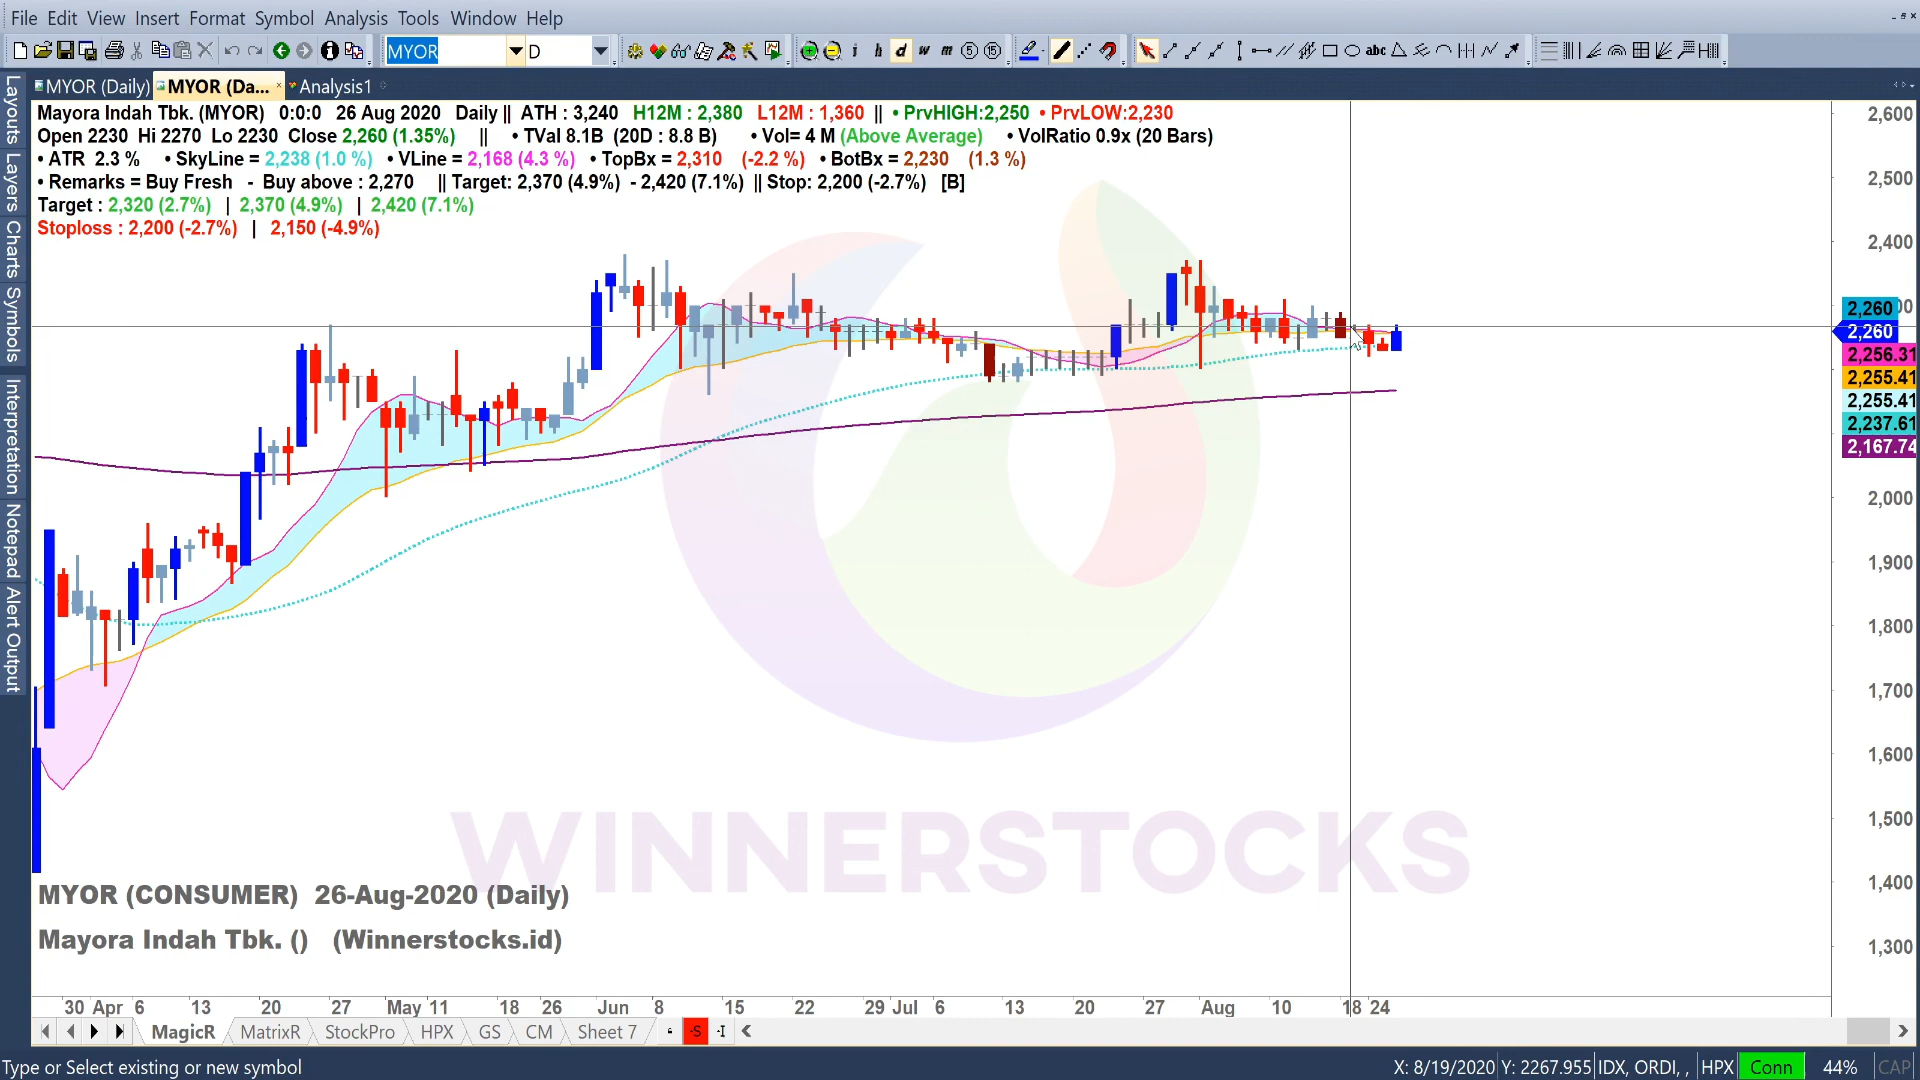 File Edit View Insert Format Symbol Analysis Tools Window Help
MYOR D i h d w m 5 15 abc
MYOR (Daily) MYOR (Da... Analysis1
Mayora Indah Tbk. (MYOR) 0:0:0 26 Aug 2020 Daily || ATH : 3,240 H12M : 2,380 L12M : 1,360 || • PrvHIGH:2,250 • PrvLOW:2,230
Open 2230 Hi 2270 Lo 2230 Close 2,260 (1.35%) || • TVal 8.1B (20D : 8.8 B) • Vol= 4 M (Above Average) • VolRatio 0.9x (20 Bars)
• ATR 2.3 % • SkyLine = 2,238 (1.0 %) • VLine = 2,168 (4.3 %) • TopBx = 2,310 (-2.2 %) • BotBx = 2,230 (1.3 %)
• Remarks = Buy Fresh - Buy above : 2,270 || Target: 2,370 (4.9%) - 2,420 (7.1%) || Stop: 2,200 (-2.7%) [B]
Target : 2,320 (2.7%) | 2,370 (4.9%) | 2,420 (7.1%)
Stoploss : 2,200 (-2.7%) | 2,150 (-4.9%)
Layouts
Layers
Charts
Symbols
Interpretation
Notepad
Alert Output
2,600
2,500
2,400
2,260
2,260
2,256.31
2,255.41
2,255.41
2,237.61
2,167.74
2,000
1,900
1,800
1,700
1,600
1,500
1,400
1,300
WINNERSTOCKS
MYOR (CONSUMER) 26-Aug-2020 (Daily)
Mayora Indah Tbk. () (Winnerstocks.id)
30 Apr 6 13 20 27 May 11 18 26 Jun 8 15 22 29 Jul 6 13 20 27 Aug 10 18 24
MagicR MatrixR StockPro HPX GS CM Sheet 7 -S -I
Type or Select existing or new symbol X: 8/19/2020 Y: 2267.955 IDX, ORDI, , HPX Conn 44% CAP